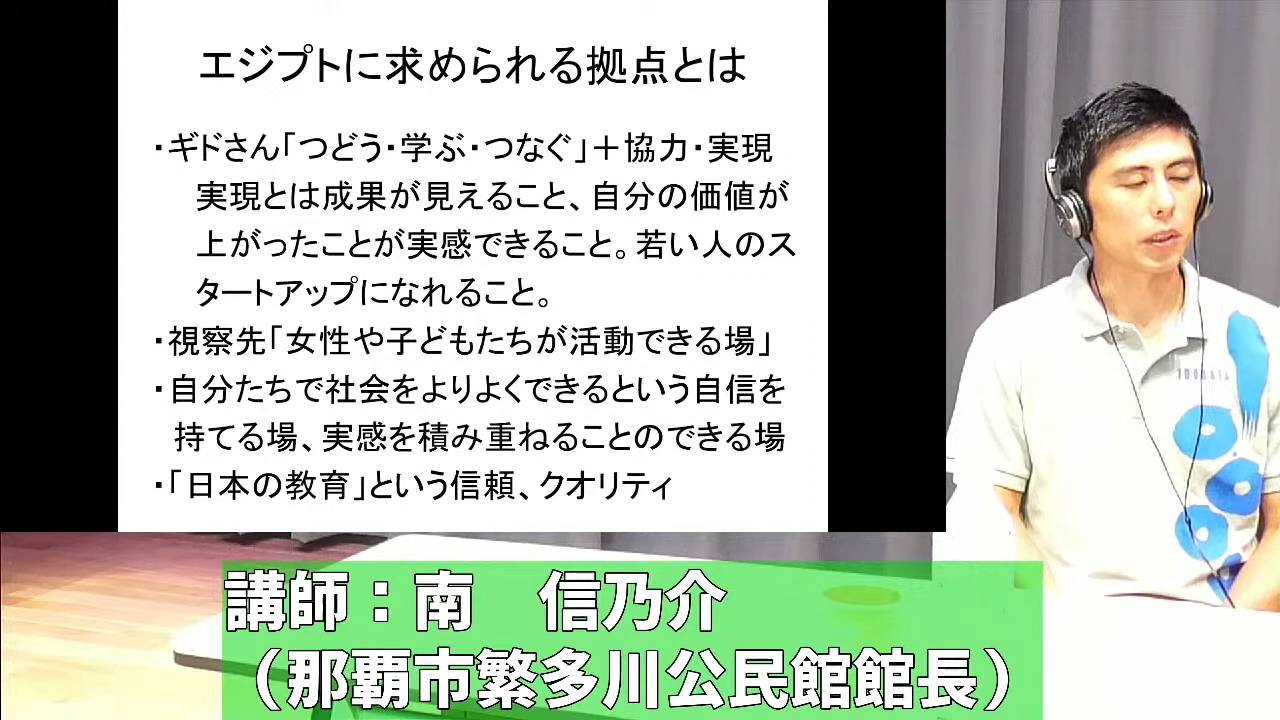 エジプトに求められる拠点とは
・ギドさん「つどう・学ぶ・つなぐ」＋協力・実現
実現とは成果が見えること、自分の価値が
上がったことが実感できること。若い人のス
タートアップになれること。
・視察先「女性や子どもたちが活動できる場」
・自分たちで社会をよりよくできるという自信を
持てる場、実感を積み重ねることのできる場
・「日本の教育」という信頼、クオリティ
講師：南　信乃介
（那覇市繁多川公民館館長）